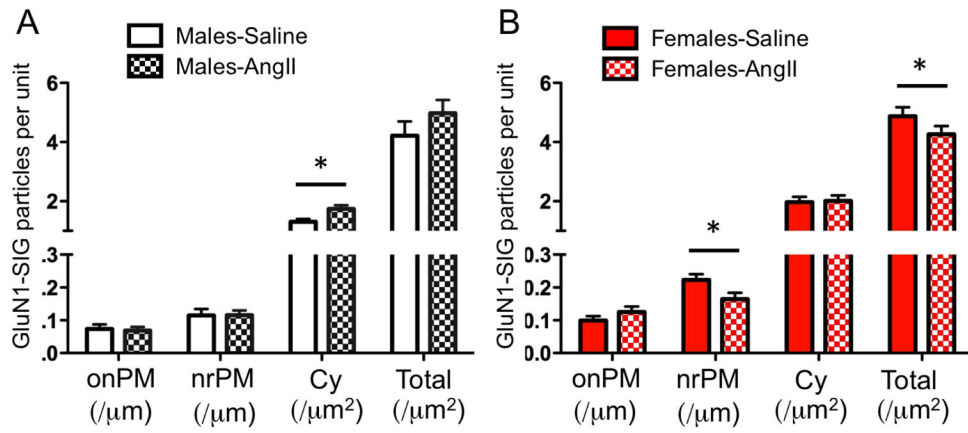 A
Males-Saline
Males-AngII
GluN1-SIG particles per unit
6
4
2
.3
.2
.1
.0
onPM
(/μm)
nrPM
(/μm)
Cy
(/μm²)
Total
(/μm²)
*
B
Females-Saline
Females-AngII
GluN1-SIG particles per unit
6
4
2
0.3
0.2
0.1
0.0
onPM
(/μm)
nrPM
(/μm)
Cy
(/μm²)
Total
(/μm²)
*
*